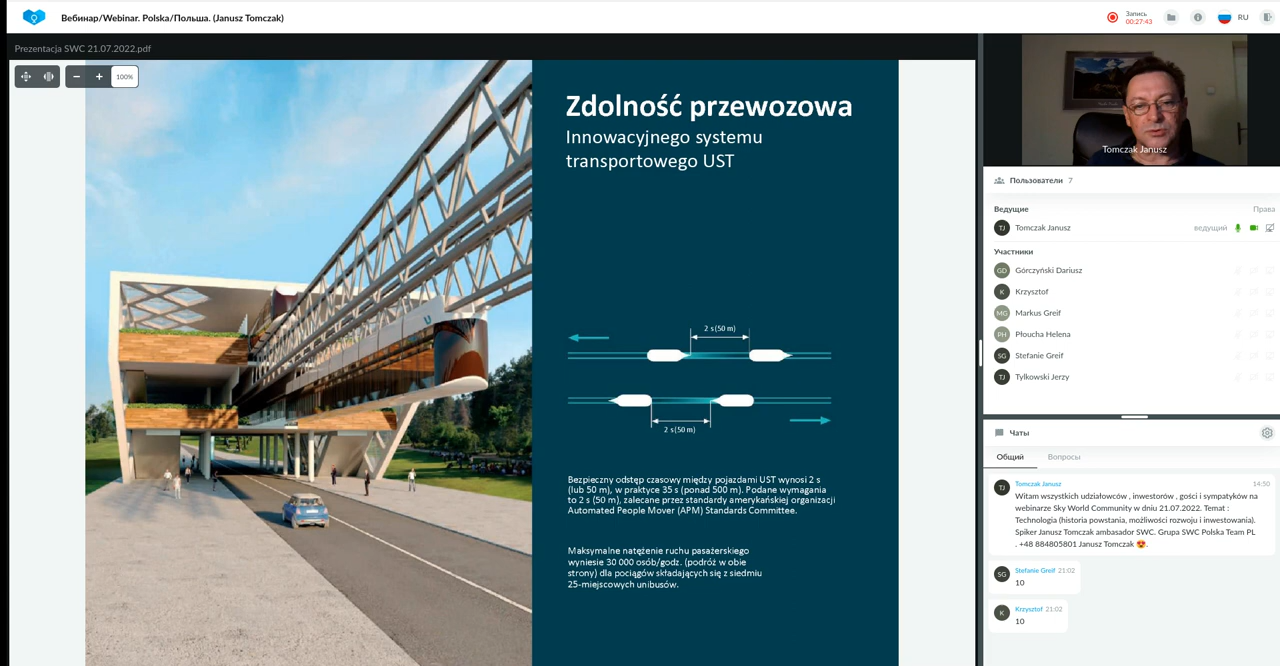 Вебинар/Webinar. Polska/Польша. (Janusz Tomczak)
Запись
00:27:43
RU
Prezentacja SWC 21.07.2022.pdf
100%
Zdolność przewozowa
Innowacyjnego systemu
transportowego UST
2 s (50 m)
2 s (50 m)
Bezpieczny odstęp czasowy między pojazdami UST wynosi 2 s
(lub 50 m), w praktyce 35 s (ponad 500 m). Podane wymagania
to 2 s (50 m), zalecane przez standardy amerykańskiej organizacji
Automated People Mover (APM) Standards Committee.
Maksymalne natężenie ruchu pasażerskiego
wyniesie 30 000 osób/godz. (podróż w obie
strony) dla pociągów składających się z siedmiu
25-miejscowych unibusów.
U
Tomczak Janusz
Пользователи 7
Ведущие Права
TJ Tomczak Janusz ведущий
Участники
GD Górczyński Dariusz
K Krzysztof
MG Markus Greif
PH Płoucha Helena
SG Stefanie Greif
TJ Tylkowski Jerzy
Чаты
Общий Вопросы
TJ Tomczak Janusz 14:50
Witam wszystkich udziałowców , inwestorów , gości i sympatyków na
webinarze Sky World Community w dniu 21.07.2022. Temat :
Technologia (historia powstania, możliwości rozwoju i inwestowania).
Spiker Janusz Tomczak ambasador SWC. Grupa SWC Polska Team PL
. +48 884805801 Janusz Tomczak 😍.
SG Stefanie Greif 21:02
10
K Krzysztof 21:02
10